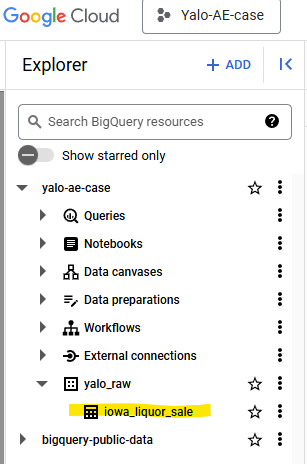 Google Cloud
Yalo-AE-case
Explorer
+ ADD
Search BigQuery resources
Show starred only
yalo-ae-case
Queries
Notebooks
Data canvases
Data preparations
Workflows
External connections
yalo_raw
iowa_liquor_sale
bigquery-public-data